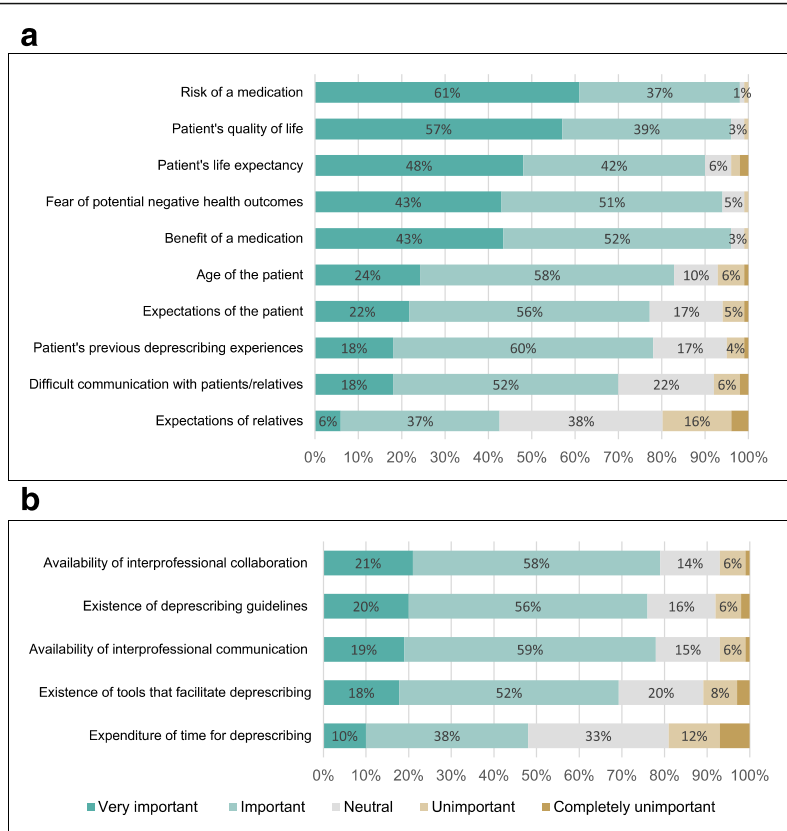 a
Risk of a medication 61% 37% 1%
Patient's quality of life 57% 39% 3%
Patient's life expectancy 48% 42% 6%
Fear of potential negative health outcomes 43% 51% 5%
Benefit of a medication 43% 52% 3%
Age of the patient 24% 58% 10% 6%
Expectations of the patient 22% 56% 17% 5%
Patient's previous deprescribing experiences 18% 60% 17% 4%
Difficult communication with patients/relatives 18% 52% 22% 6%
Expectations of relatives 6% 37% 38% 16%
0% 10% 20% 30% 40% 50% 60% 70% 80% 90% 100%
b
Availability of interprofessional collaboration 21% 58% 14% 6%
Existence of deprescribing guidelines 20% 56% 16% 6%
Availability of interprofessional communication 19% 59% 15% 6%
Existence of tools that facilitate deprescribing 18% 52% 20% 8%
Expenditure of time for deprescribing 10% 38% 33% 12%
0% 10% 20% 30% 40% 50% 60% 70% 80% 90% 100%
Very important Important Neutral Unimportant Completely unimportant